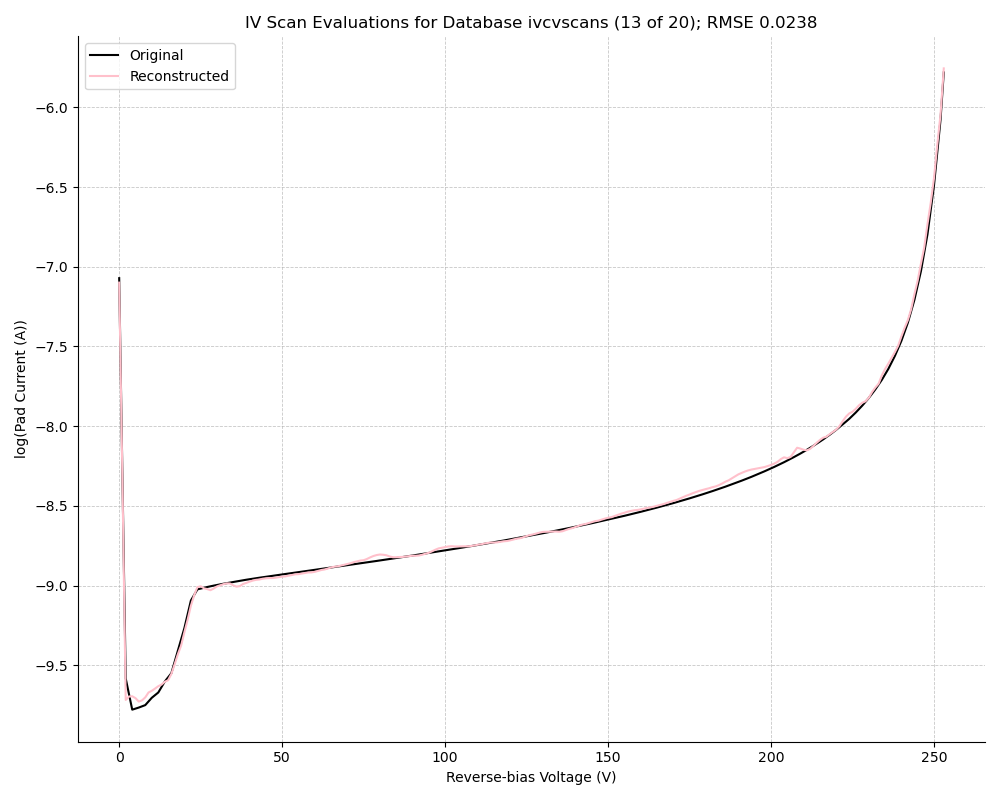 IV Scan Evaluations for Database ivcvscans (13 of 20); RMSE 0.0238
Original
Reconstructed
−6.0
−6.5
−7.0
−7.5
−8.0
−8.5
−9.0
−9.5
log(Pad Current (A))
0 50 100 150 200 250
Reverse-bias Voltage (V)